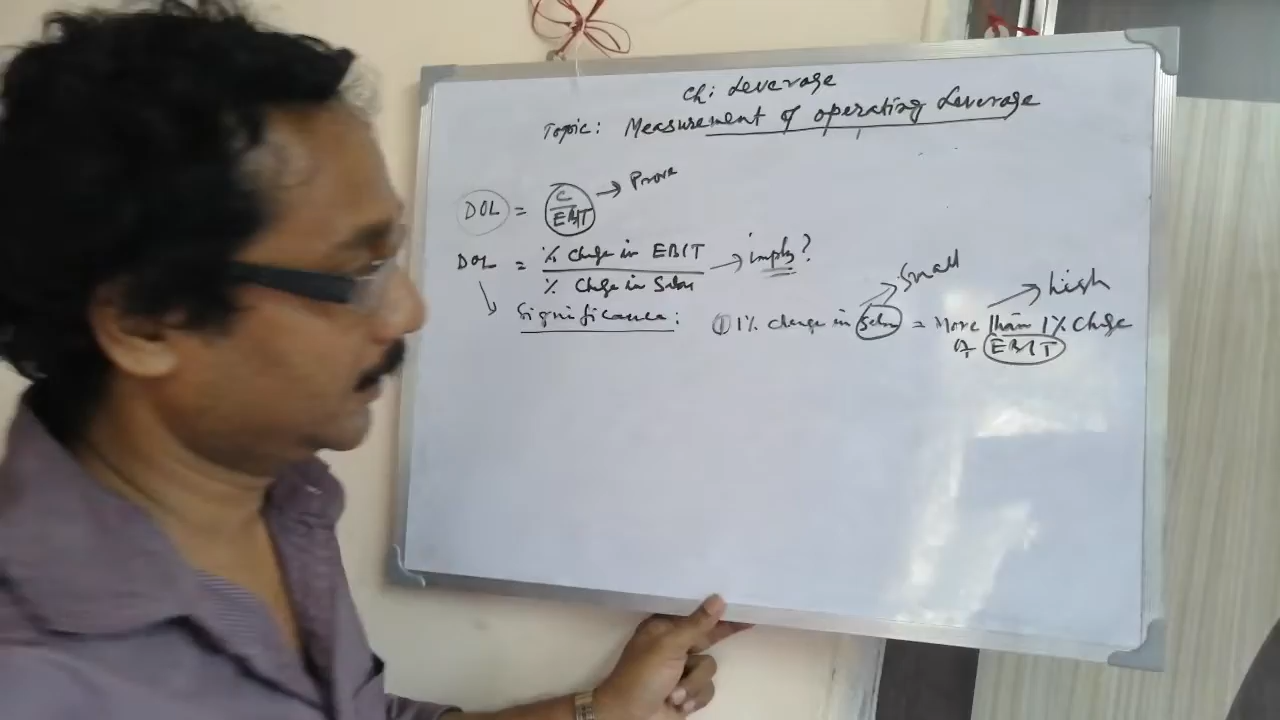 Ch: Leverage
Topic: Measurement of operating Leverage
DOL = C / EBIT → Prove
DOL = % Chge in EBIT / % Chge in Sales → imply?
Significance: ① 1% change in Sales = More than 1% Chge
of EBIT
Small
high